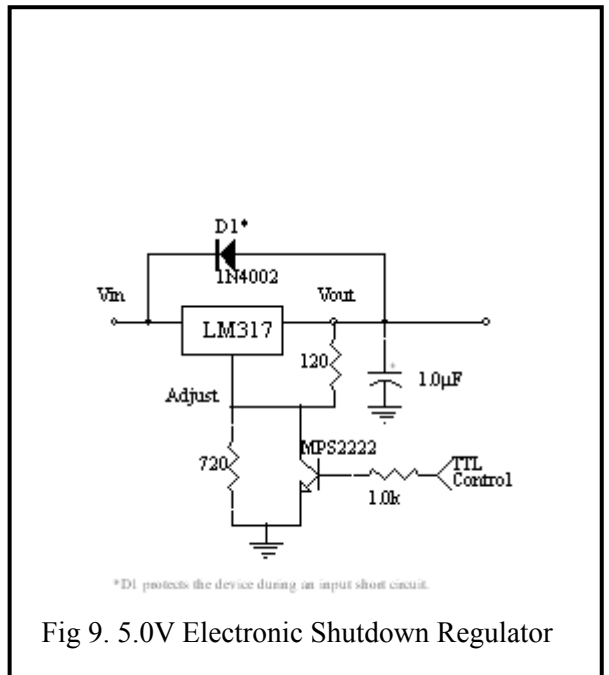 D1*
1N4002
Vin
Vout
LM317
120
1.0µF
Adjust
MPS2222
720
TTL
Control
1.0k
*D1 protects the device during an input short circuit.
Fig 9. 5.0V Electronic Shutdown Regulator